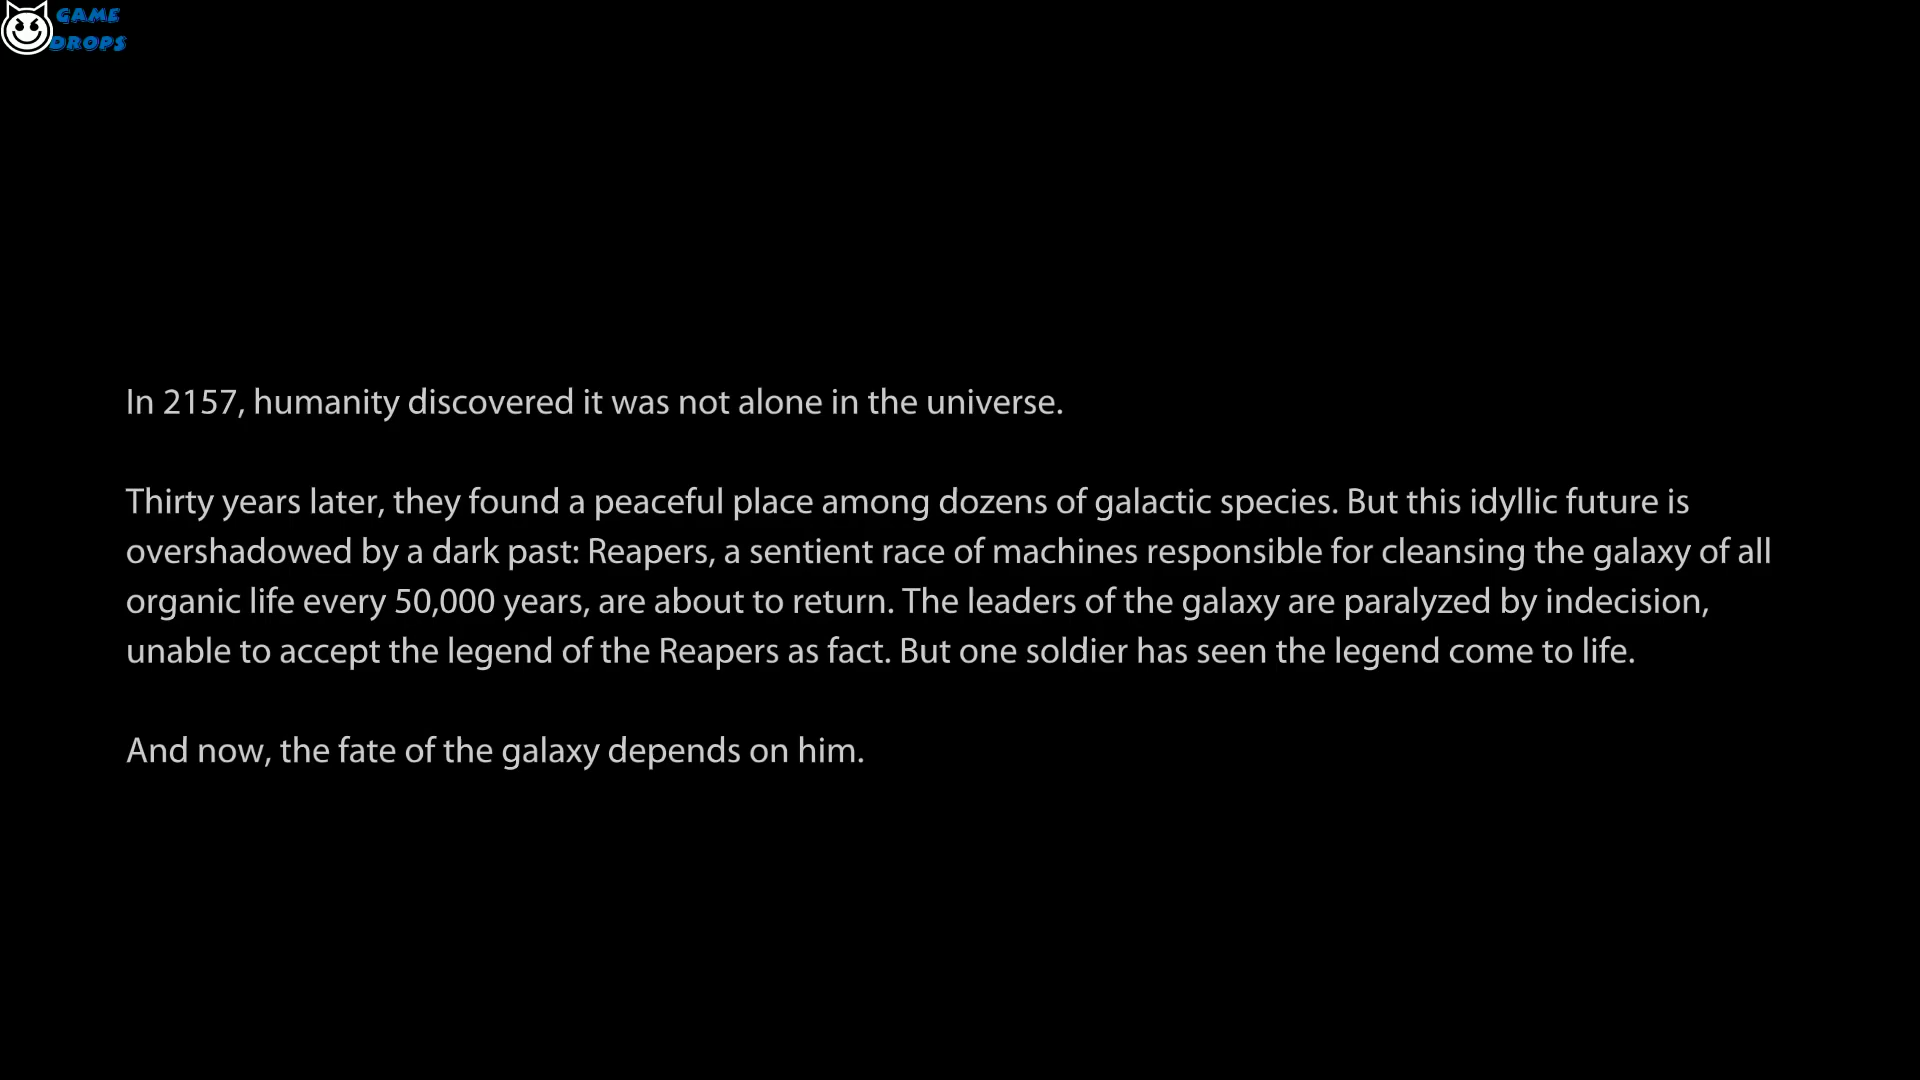 GAME
DROPS
In 2157, humanity discovered it was not alone in the universe.
Thirty years later, they found a peaceful place among dozens of galactic species. But this idyllic future is
overshadowed by a dark past: Reapers, a sentient race of machines responsible for cleansing the galaxy of all
organic life every 50,000 years, are about to return. The leaders of the galaxy are paralyzed by indecision,
unable to accept the legend of the Reapers as fact. But one soldier has seen the legend come to life.
And now, the fate of the galaxy depends on him.